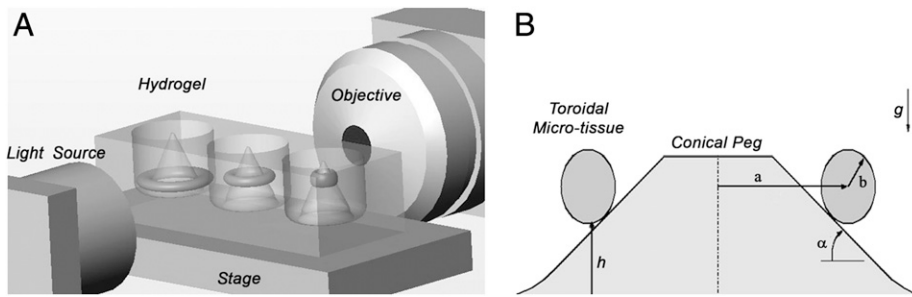 A
Hydrogel
Objective
Light Source
Stage
B
g
Toroidal
Micro-tissue
Conical Peg
a
b
α
h